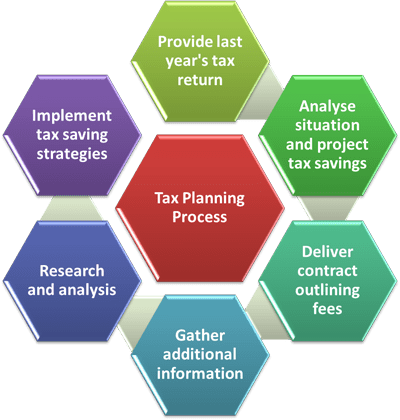 Provide last
year's tax
return
Analyse
situation
and project
tax savings
Deliver
contract
outlining
fees
Gather
additional
information
Research
and analysis
Implement
tax saving
strategies
Tax Planning
Process